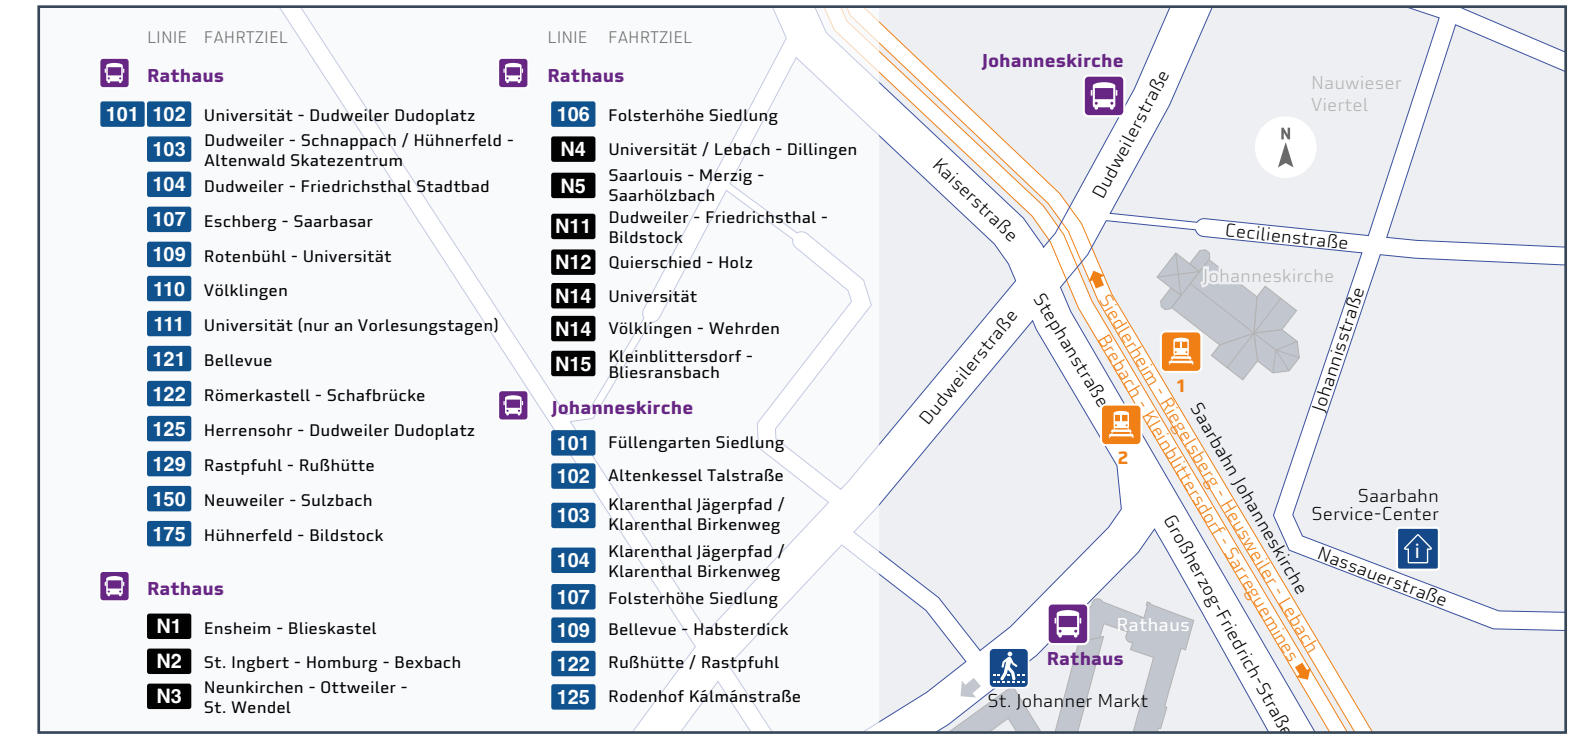 LINIE FAHRTZIEL
Rathaus
101 102 Universität - Dudweiler Dudoplatz
103 Dudweiler - Schnappach / Hühnerfeld -
Altenwald Skatezentrum
104 Dudweiler - Friedrichsthal Stadtbad
107 Eschberg - Saarbasar
109 Rotenbühl - Universität
110 Völklingen
111 Universität (nur an Vorlesungstagen)
121 Bellevue
122 Römerkastell - Schafbrücke
125 Herrensohr - Dudweiler Dudoplatz
129 Rastpfuhl - Rußhütte
150 Neuweiler - Sulzbach
175 Hühnerfeld - Bildstock
Rathaus
N1 Ensheim - Blieskastel
N2 St. Ingbert - Homburg - Bexbach
N3 Neunkirchen - Ottweiler -
St. Wendel
LINIE FAHRTZIEL
Rathaus
106 Folsterhöhe Siedlung
N4 Universität / Lebach - Dillingen
N5 Saarlouis - Merzig -
Saarhölzbach
N11 Dudweiler - Friedrichsthal -
Bildstock
N12 Quierschied - Holz
N14 Universität
N14 Völklingen - Wehrden
N15 Kleinblittersdorf -
Bliesransbach
Johanneskirche
101 Füllengarten Siedlung
102 Altenkessel Talstraße
103 Klarenthal Jägerpfad /
Klarenthal Birkenweg
104 Klarenthal Jägerpfad /
Klarenthal Birkenweg
107 Folsterhöhe Siedlung
109 Bellevue - Habsterdick
122 Rußhütte / Rastpfuhl
125 Rodenhof Kálmánstraße
Johanneskirche
Nauwieser
Viertel
N
Dudweilerstraße
Kaiserstraße
Cecilienstraße
Johanneskirche
Stephanstraße
Dudweilerstraße
Johannisstraße
Siedlerheim - Riegelsberg - Heusweiler - Lebach
Brebach - Kleinblittersdorf - Sarreguemines
1
2
Saarbahn Johanneskirche
Saarbahn
Service-Center
i
Nassauerstraße
Großherzog-Friedrich-Straße
Rathaus
Rathaus
St. Johanner Markt